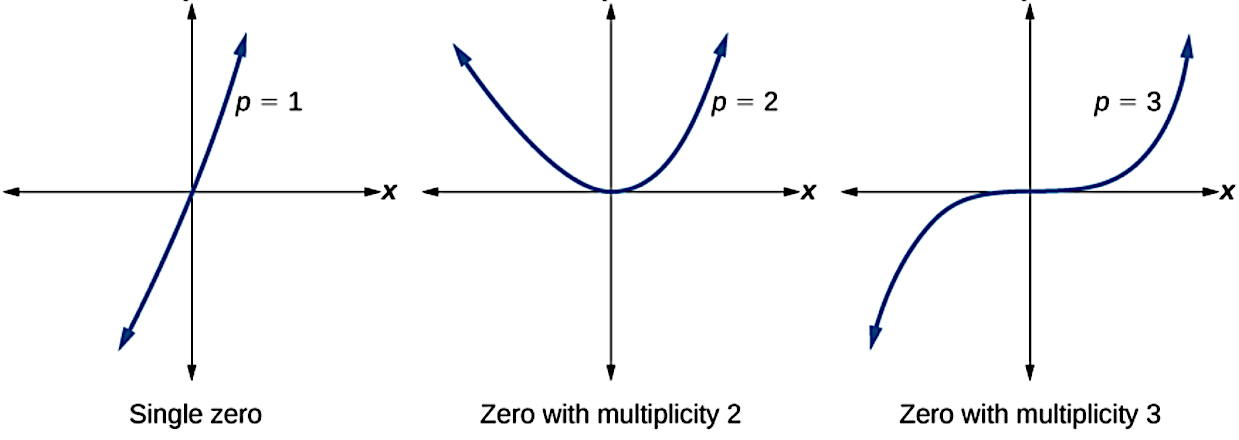 p = 1
x
Single zero
p = 2
x
Zero with multiplicity 2
p = 3
x
Zero with multiplicity 3